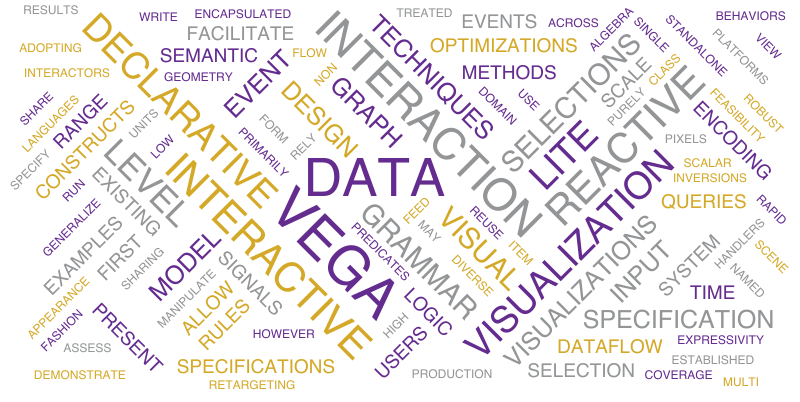 RESULTS
WRITE
ENCAPSULATED
TREATED
EVENTS
ACROSS
ALGEBRA
SINGLE
STANDALONE
BEHAVIORS
VIEW
PLATFORMS
ADOPTING
DECLARATIVE
SEMANTIC
FACILITATE
FLOW
NON
INTERACTION
TECHNIQUES
OPTIMIZATIONS
METHODS
SELECTIONS
SCALE
CLASS
INTERACTORS
GEOMETRY
EVENT
DESIGN
GRAPH
DOMAIN
USE
PURELY
REACTIVE
FEASIBILITY
ROBUST
SHARE
LANGUAGES
RANGE
UNITS
PRIMARILY
FORM
RELY
LITE
PIXELS
ENCODING
SPECIFY
CONSTRUCTS
LOW
SCALAR
INVERSIONS
RUN
LEVEL
EXISTING
INTERACTIVE
DATA
VEGA
GRAMMAR
FEED
MAY
VISUAL
REUSE
ITEM
VISUALIZATION
QUERIES
RAPID
GENERALIZE
EXAMPLES
FIRST
SHARING
MODEL
SIGNALS
PREDICATES
DIVERSE
VISUALIZATIONS
INPUT
SYSTEM
HANDLERS
SCENE
NAMED
APPEARANCE
MANIPULATE
ALLOW
RULES
LOGIC
TIME
FASHION
PRESENT
HOWEVER
HIGH
USERS
SPECIFICATION
ASSESS
DATAFLOW
EXPRESSIVITY
ESTABLISHED
DEMONSTRATE
SPECIFICATIONS
RETARGETING
PRODUCTION
SELECTION
COVERAGE
MULTI